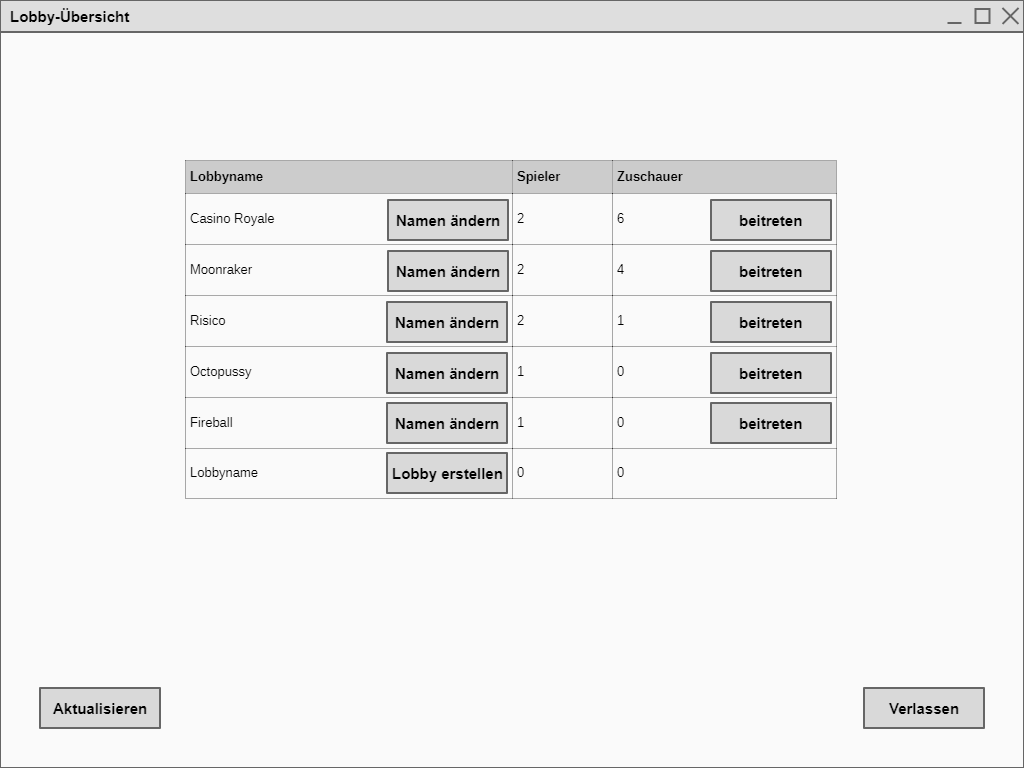 Lobby-Übersicht
Lobbyname Spieler Zuschauer
Casino Royale Namen ändern 2 6 beitreten
Moonraker Namen ändern 2 4 beitreten
Risico Namen ändern 2 1 beitreten
Octopussy Namen ändern 1 0 beitreten
Fireball Namen ändern 1 0 beitreten
Lobbyname Lobby erstellen 0 0
Aktualisieren Verlassen